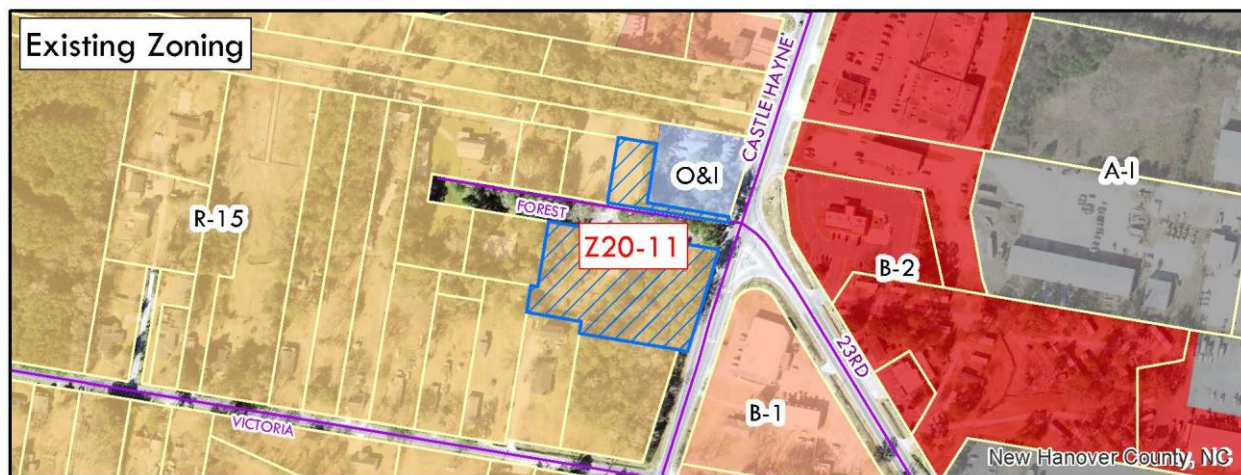 Existing Zoning
CASTLE HAYNE
O&I
A-I
R-15
FOREST
Z20-11
B-2
23RD
B-1
VICTORIA
New Hanover County, NC